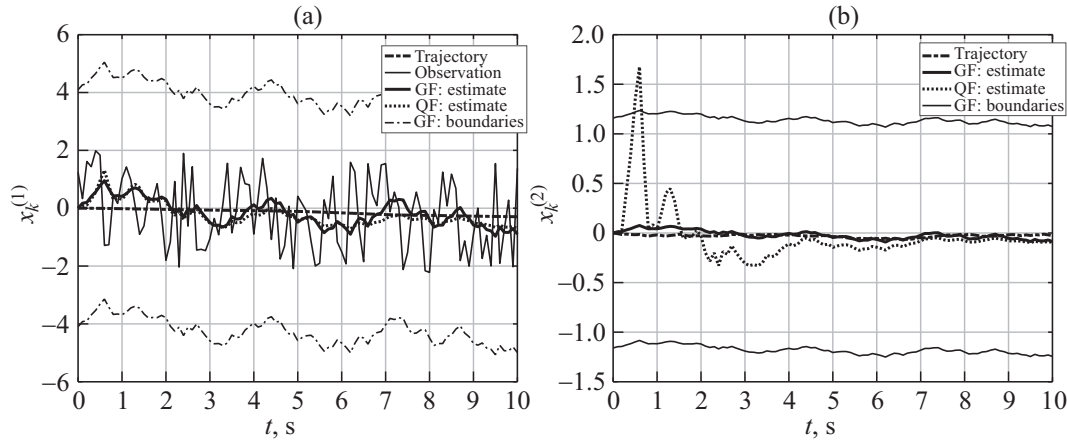 (a)
6
4
2
0
−2
−4
−6
x_k^(1)
0 1 2 3 4 5 6 7 8 9 10
t, s
Trajectory
Observation
GF: estimate
QF: estimate
GF: boundaries
(b)
2.0
1.5
1.0
0.5
0
−0.5
−1.0
−1.5
x_k^(2)
0 1 2 3 4 5 6 7 8 9 10
t, s
Trajectory
GF: estimate
QF: estimate
GF: boundaries